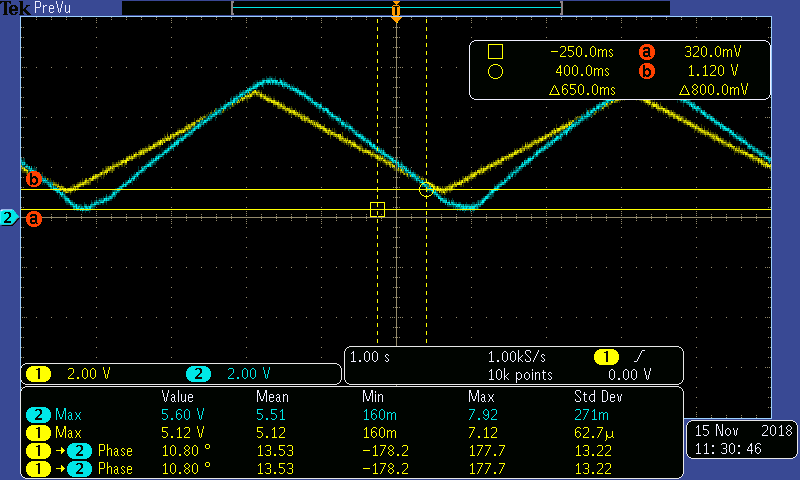 Tek PreVu
T
−250.0ms a 320.0mV
400.0ms b 1.120 V
Δ650.0ms Δ800.0mV
b
2
a
1 2.00 V 2 2.00 V
1.00 s 1.00kS/s 1
10k points 0.00 V
Value Mean Min Max Std Dev
2 Max 5.60 V 5.51 160m 7.92 271m
1 Max 5.12 V 5.12 160m 7.12 62.7µ
1 → 2 Phase 10.80 ° 13.53 −178.2 177.7 13.22
1 → 2 Phase 10.80 ° 13.53 −178.2 177.7 13.22
15 Nov 2018
11:30:46